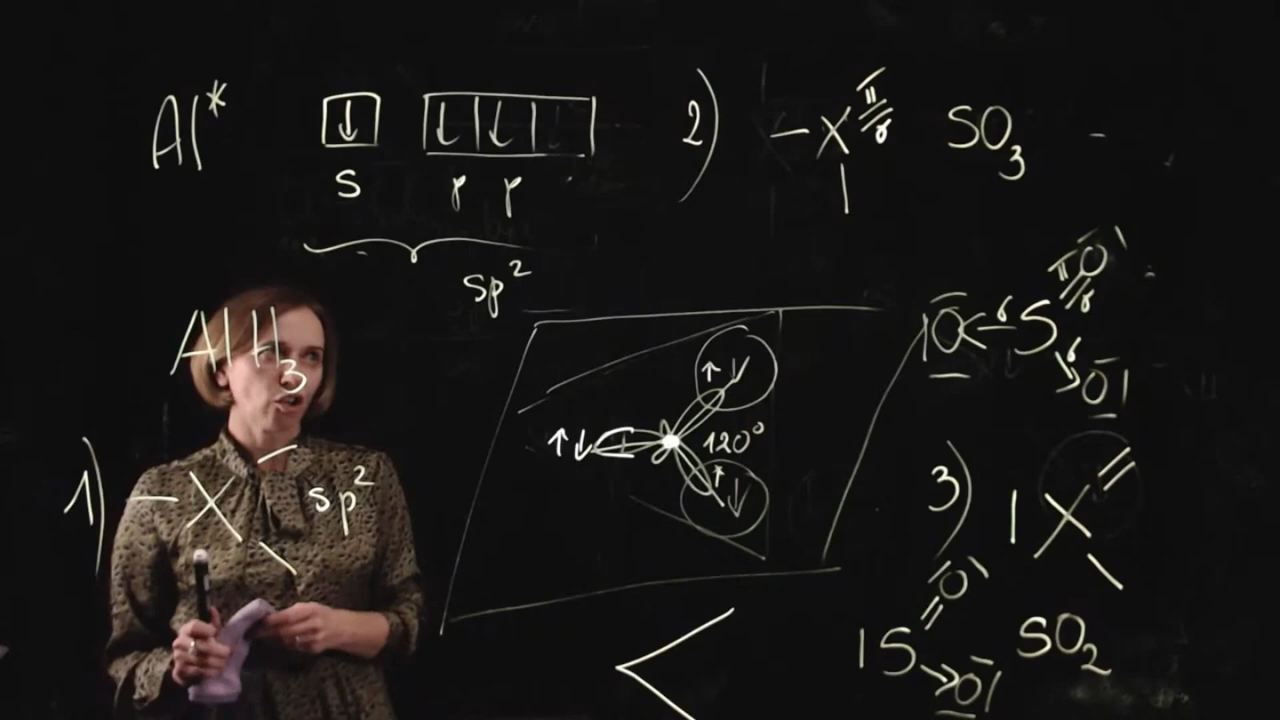 Al* ↓ ↓ ↓
s p p
sp²
AlH₃
1) – X sp²
↑↓ ↑↓ ↑↓ 120°
2) – X π σ SO₃
O σ S π σ O
σ O
3) X
S O O SO₂